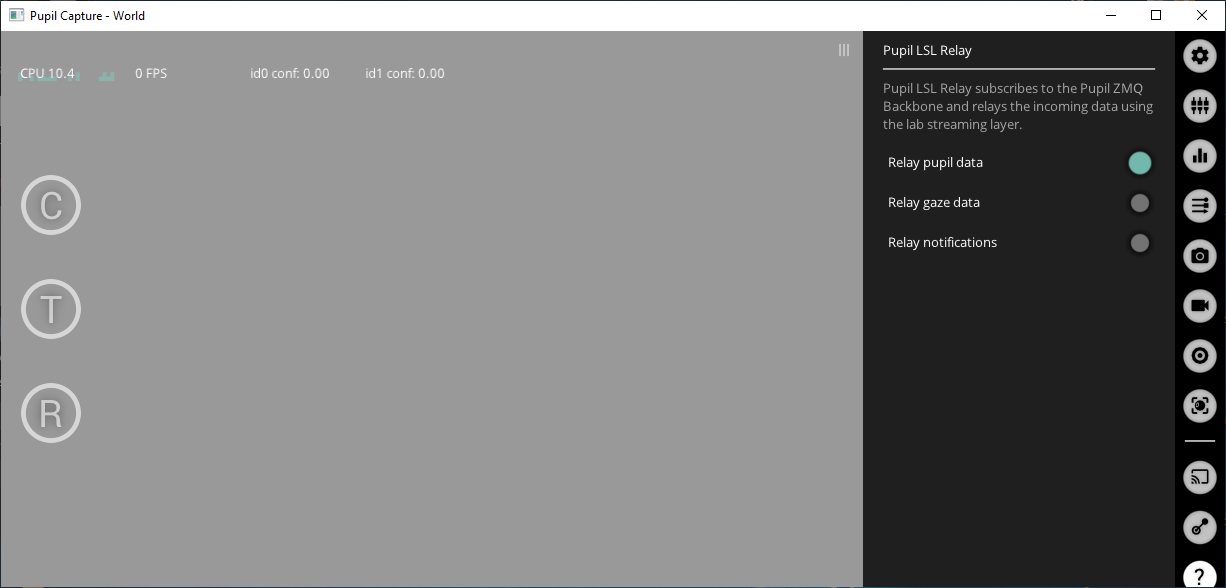 Pupil Capture - World
CPU 10.4 0 FPS id0 conf: 0.00 id1 conf: 0.00
C
T
R
Pupil LSL Relay
Pupil LSL Relay subscribes to the Pupil ZMQ
Backbone and relays the incoming data using
the lab streaming layer.
Relay pupil data
Relay gaze data
Relay notifications
?